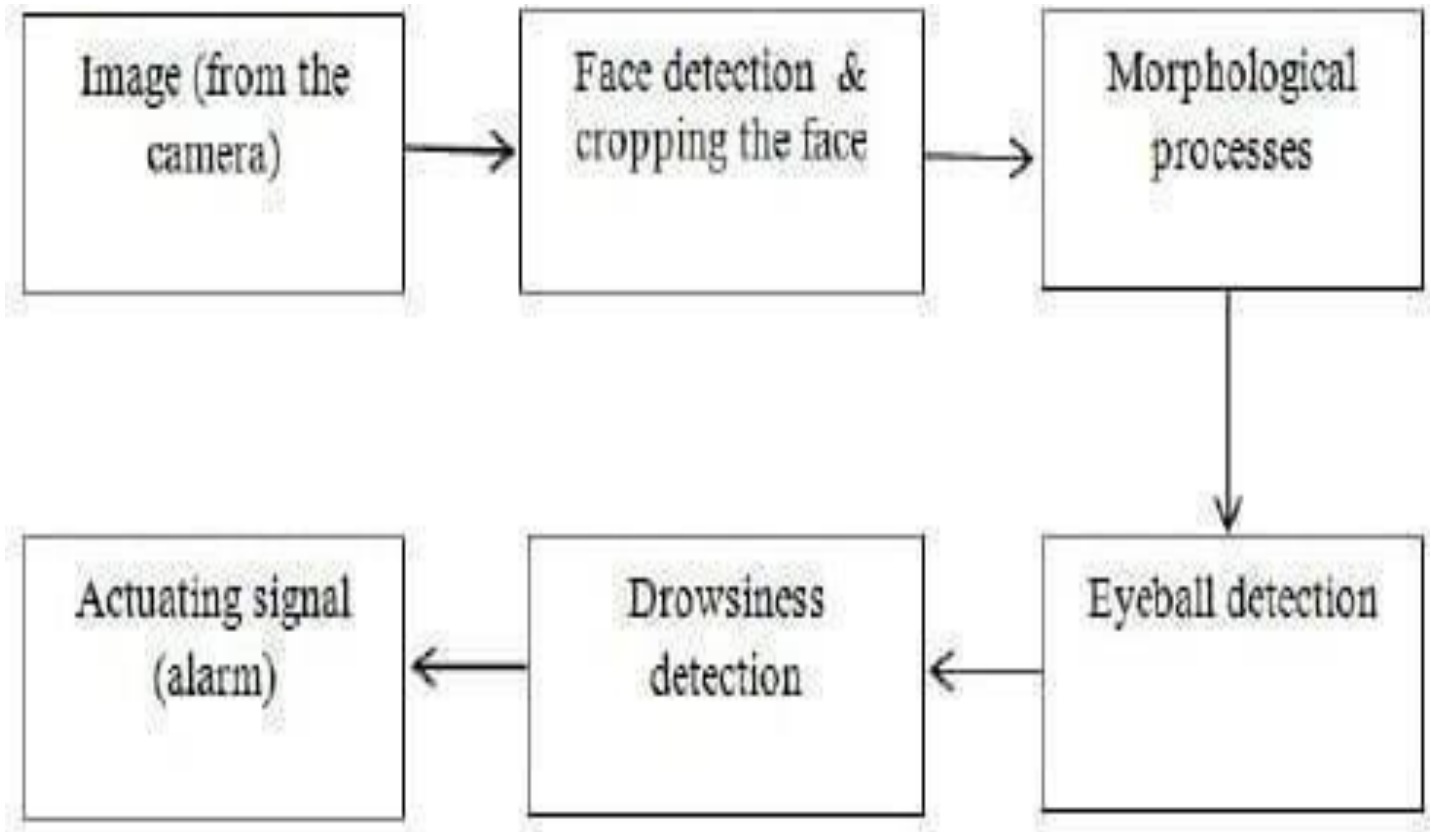 Image (from the
camera)
Face detection &
cropping the face
Morphological
processes
Eyeball detection
Drowsiness
detection
Actuating signal
(alarm)